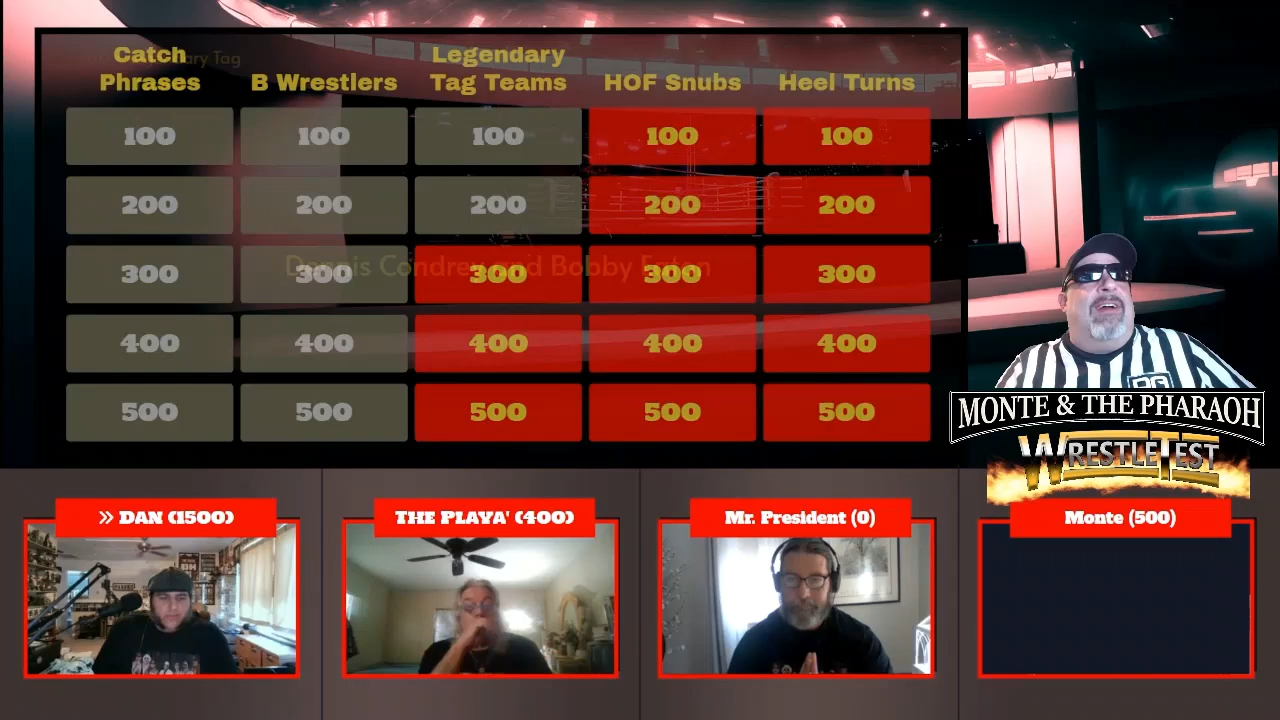 Catch Phrases
B Wrestlers
Legendary Tag Teams
HOF Snubs
Heel Turns
100 100 100 100 100
200 200 200 200 200
300 300 300 300 300
Dennis Condrey and Bobby Eaton
400 400 400 400 400
500 500 500 500 500
MONTE & THE PHARAOH
WRESTLETEST
» DAN (1500)
THE PLAYA' (400)
Mr. President (0)
Monte (500)